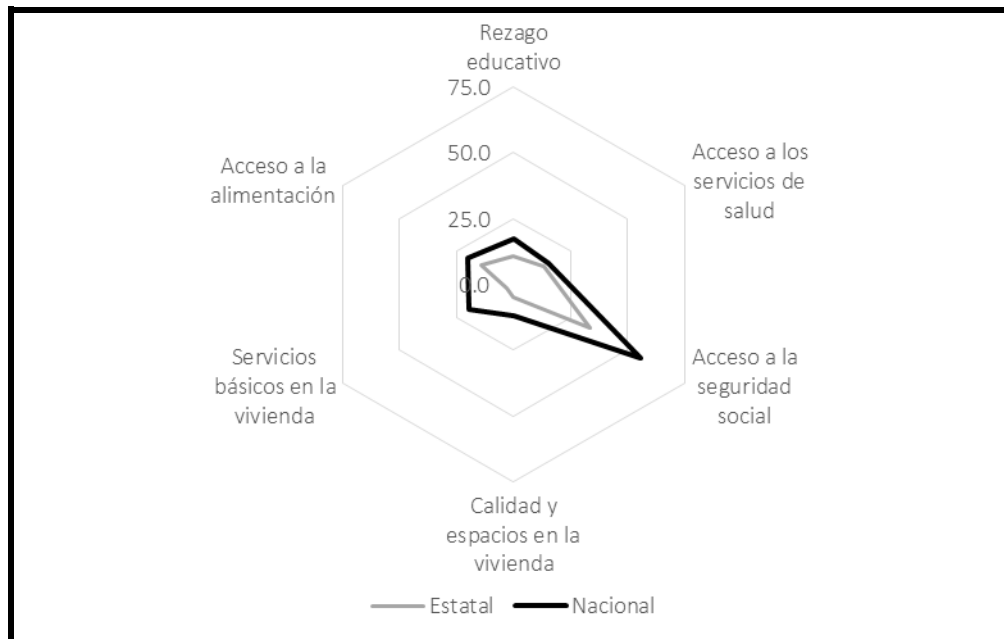 Rezago
educativo
75.0
50.0
25.0
0.0
Acceso a los
servicios de
salud
Acceso a la
seguridad
social
Calidad y
espacios en la
vivienda
Servicios
básicos en la
vivienda
Acceso a la
alimentación
Estatal
Nacional